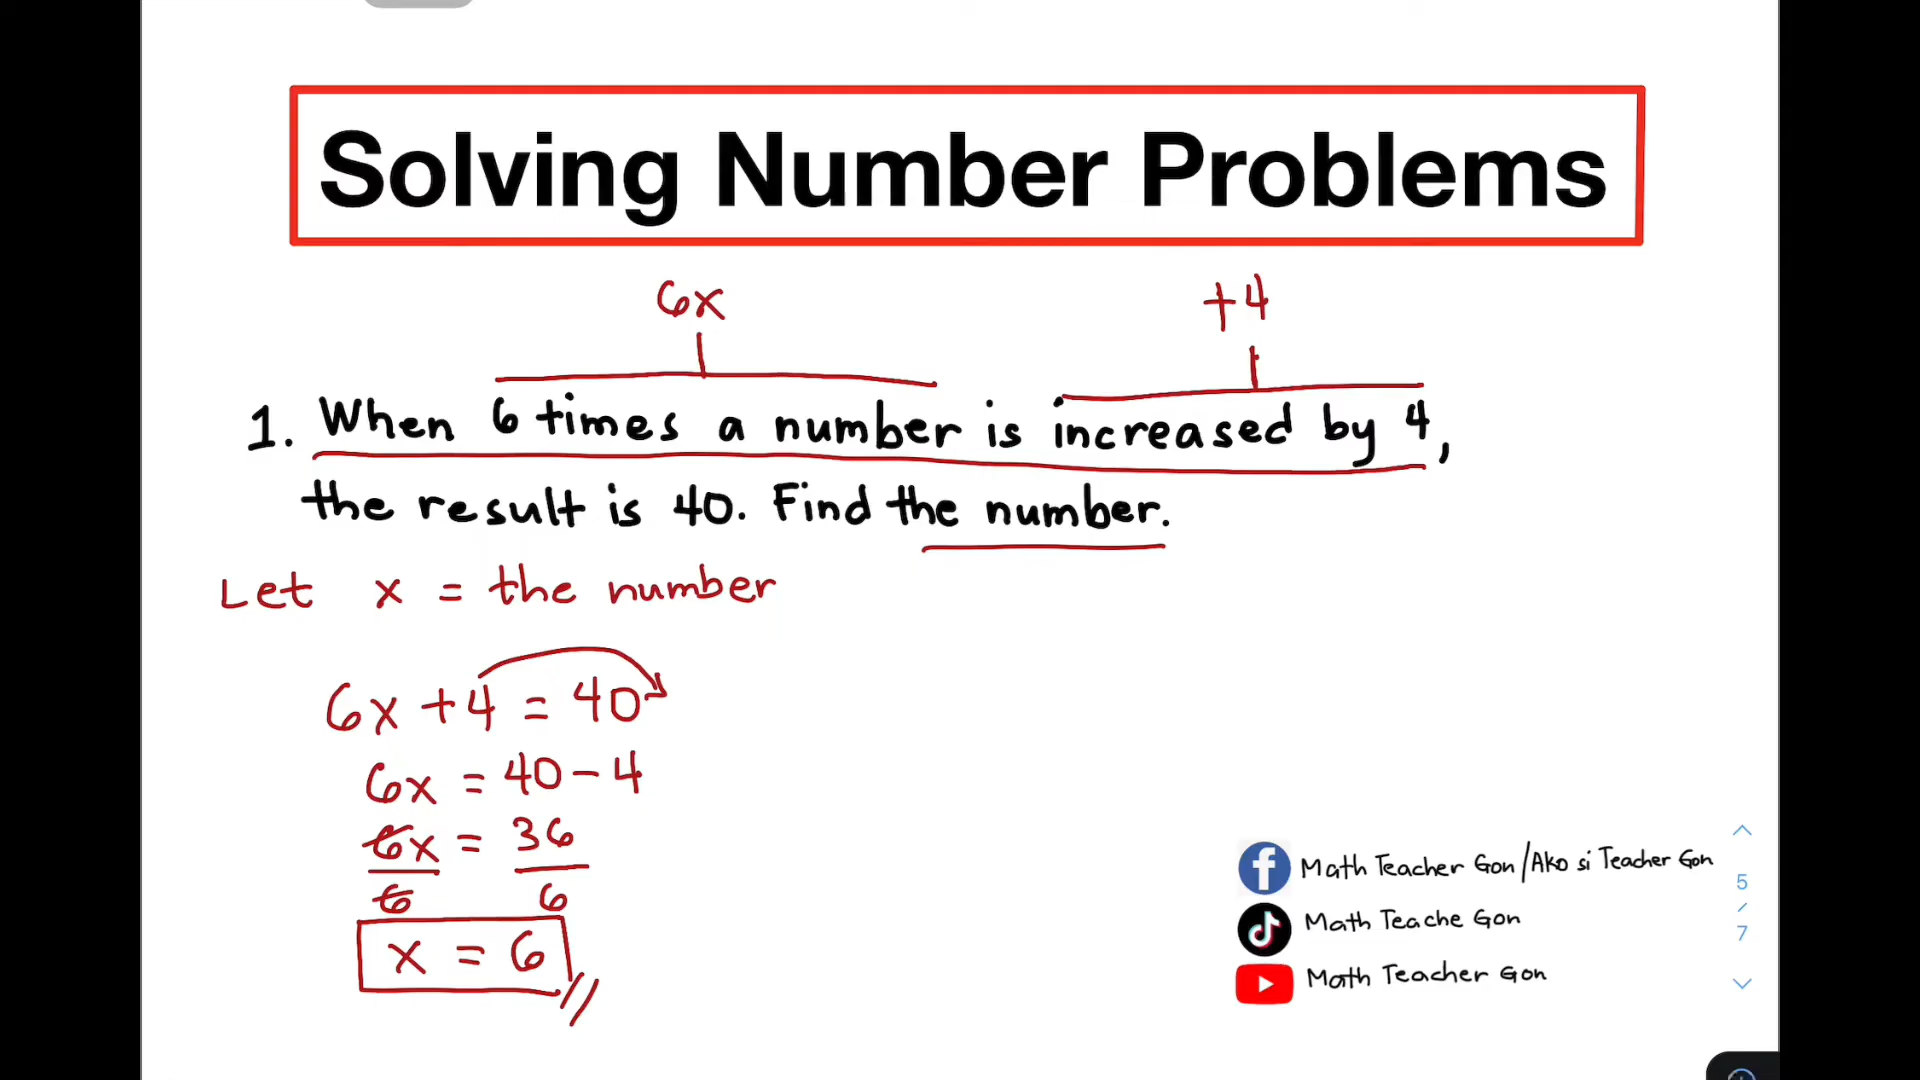 Solving Number Problems
6x +4
1. When 6 times a number is increased by 4,
the result is 40. Find the number.
Let x = the number
6x + 4 = 40
6x = 40 - 4
6x = 36
6 6
x = 6
Math Teacher Gon/Ako si Teacher Gon
Math Teache Gon
Math Teacher Gon
5
/
7